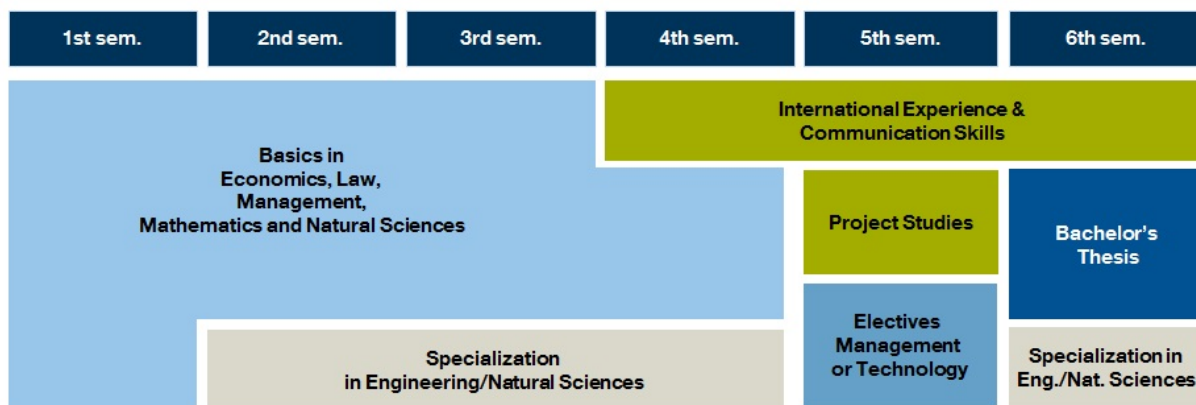 1st sem.
2nd sem.
3rd sem.
4th sem.
5th sem.
6th sem.
International Experience &
Communication Skills
Basics in
Economics, Law,
Management,
Mathematics and Natural Sciences
Project Studies
Bachelor's
Thesis
Electives
Management
or Technology
Specialization
in Engineering/Natural Sciences
Specialization in
Eng./Nat. Sciences